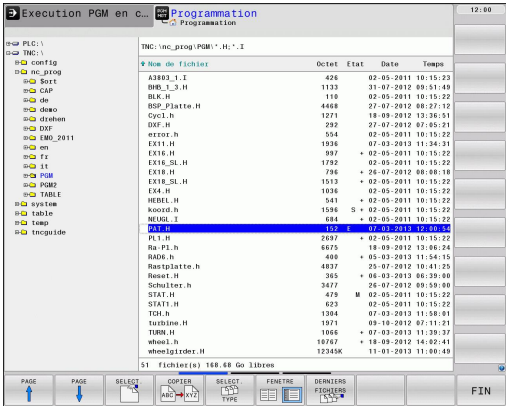 Execution PGM en c...
PGM
MGT
Programmation
Programmation
12:00
PLC:\
TNC:\
config
nc_prog
$ort
CAP
de
demo
drehen
DXF
EMO_2011
en
fr
it
PGM
PGM2
TABLE
system
table
temp
tncguide
TNC:\nc_prog\PGM\*.H;*.I
Nom de fichier Octet Etat Date Temps
A3803_1.I 426 02-05-2011 10:15:23
BHB_1_3.H 1133 31-07-2012 09:51:49
BLK.H 110 02-05-2011 10:15:22
BSP_Platte.H 4468 27-07-2012 08:27:12
Cycl.h 1271 18-09-2012 13:36:51
DXF.H 292 27-07-2012 07:05:21
error.h 554 02-05-2011 10:15:22
EX11.H 1936 07-03-2013 11:34:31
EX16.H 997 + 02-05-2011 10:15:22
EX16_SL.H 1792 02-05-2011 10:15:22
EX18.H 796 + 26-07-2012 08:08:18
EX18_SL.H 1513 + 02-05-2011 10:15:22
EX4.H 1036 02-05-2011 10:15:22
HEBEL.H 541 + 02-05-2011 10:15:22
koord.h 1596 S + 02-05-2011 10:15:22
NEUGL.I 684 + 02-05-2011 10:15:22
PAT.H 152 E 07-03-2013 12:00:54
PL1.H 2697 + 02-05-2011 10:15:22
Ra-Pl.h 6675 18-09-2012 13:06:24
RAD6.h 400 + 05-03-2013 11:54:15
Rastplatte.h 4837 25-07-2012 10:41:25
Reset.H 365 + 06-03-2013 06:39:00
Schulter.h 3477 26-07-2012 09:59:00
STAT.H 479 M 02-05-2011 10:15:22
STAT1.H 623 02-05-2011 10:15:22
TCH.h 1304 07-03-2013 11:58:01
turbine.H 1971 09-10-2012 07:11:21
TURN.H 1066 + 07-03-2013 11:39:37
wheel.h 10767 + 18-09-2012 14:02:41
wheelgirder.H 12345K 11-01-2013 11:00:49
51 fichier(s) 168.68 Go libres
PAGE
PAGE
SELECT.
COPIER
ABC
XYZ
SELECT.
TYPE
FENETRE
DERNIERS
FICHIERS
FIN